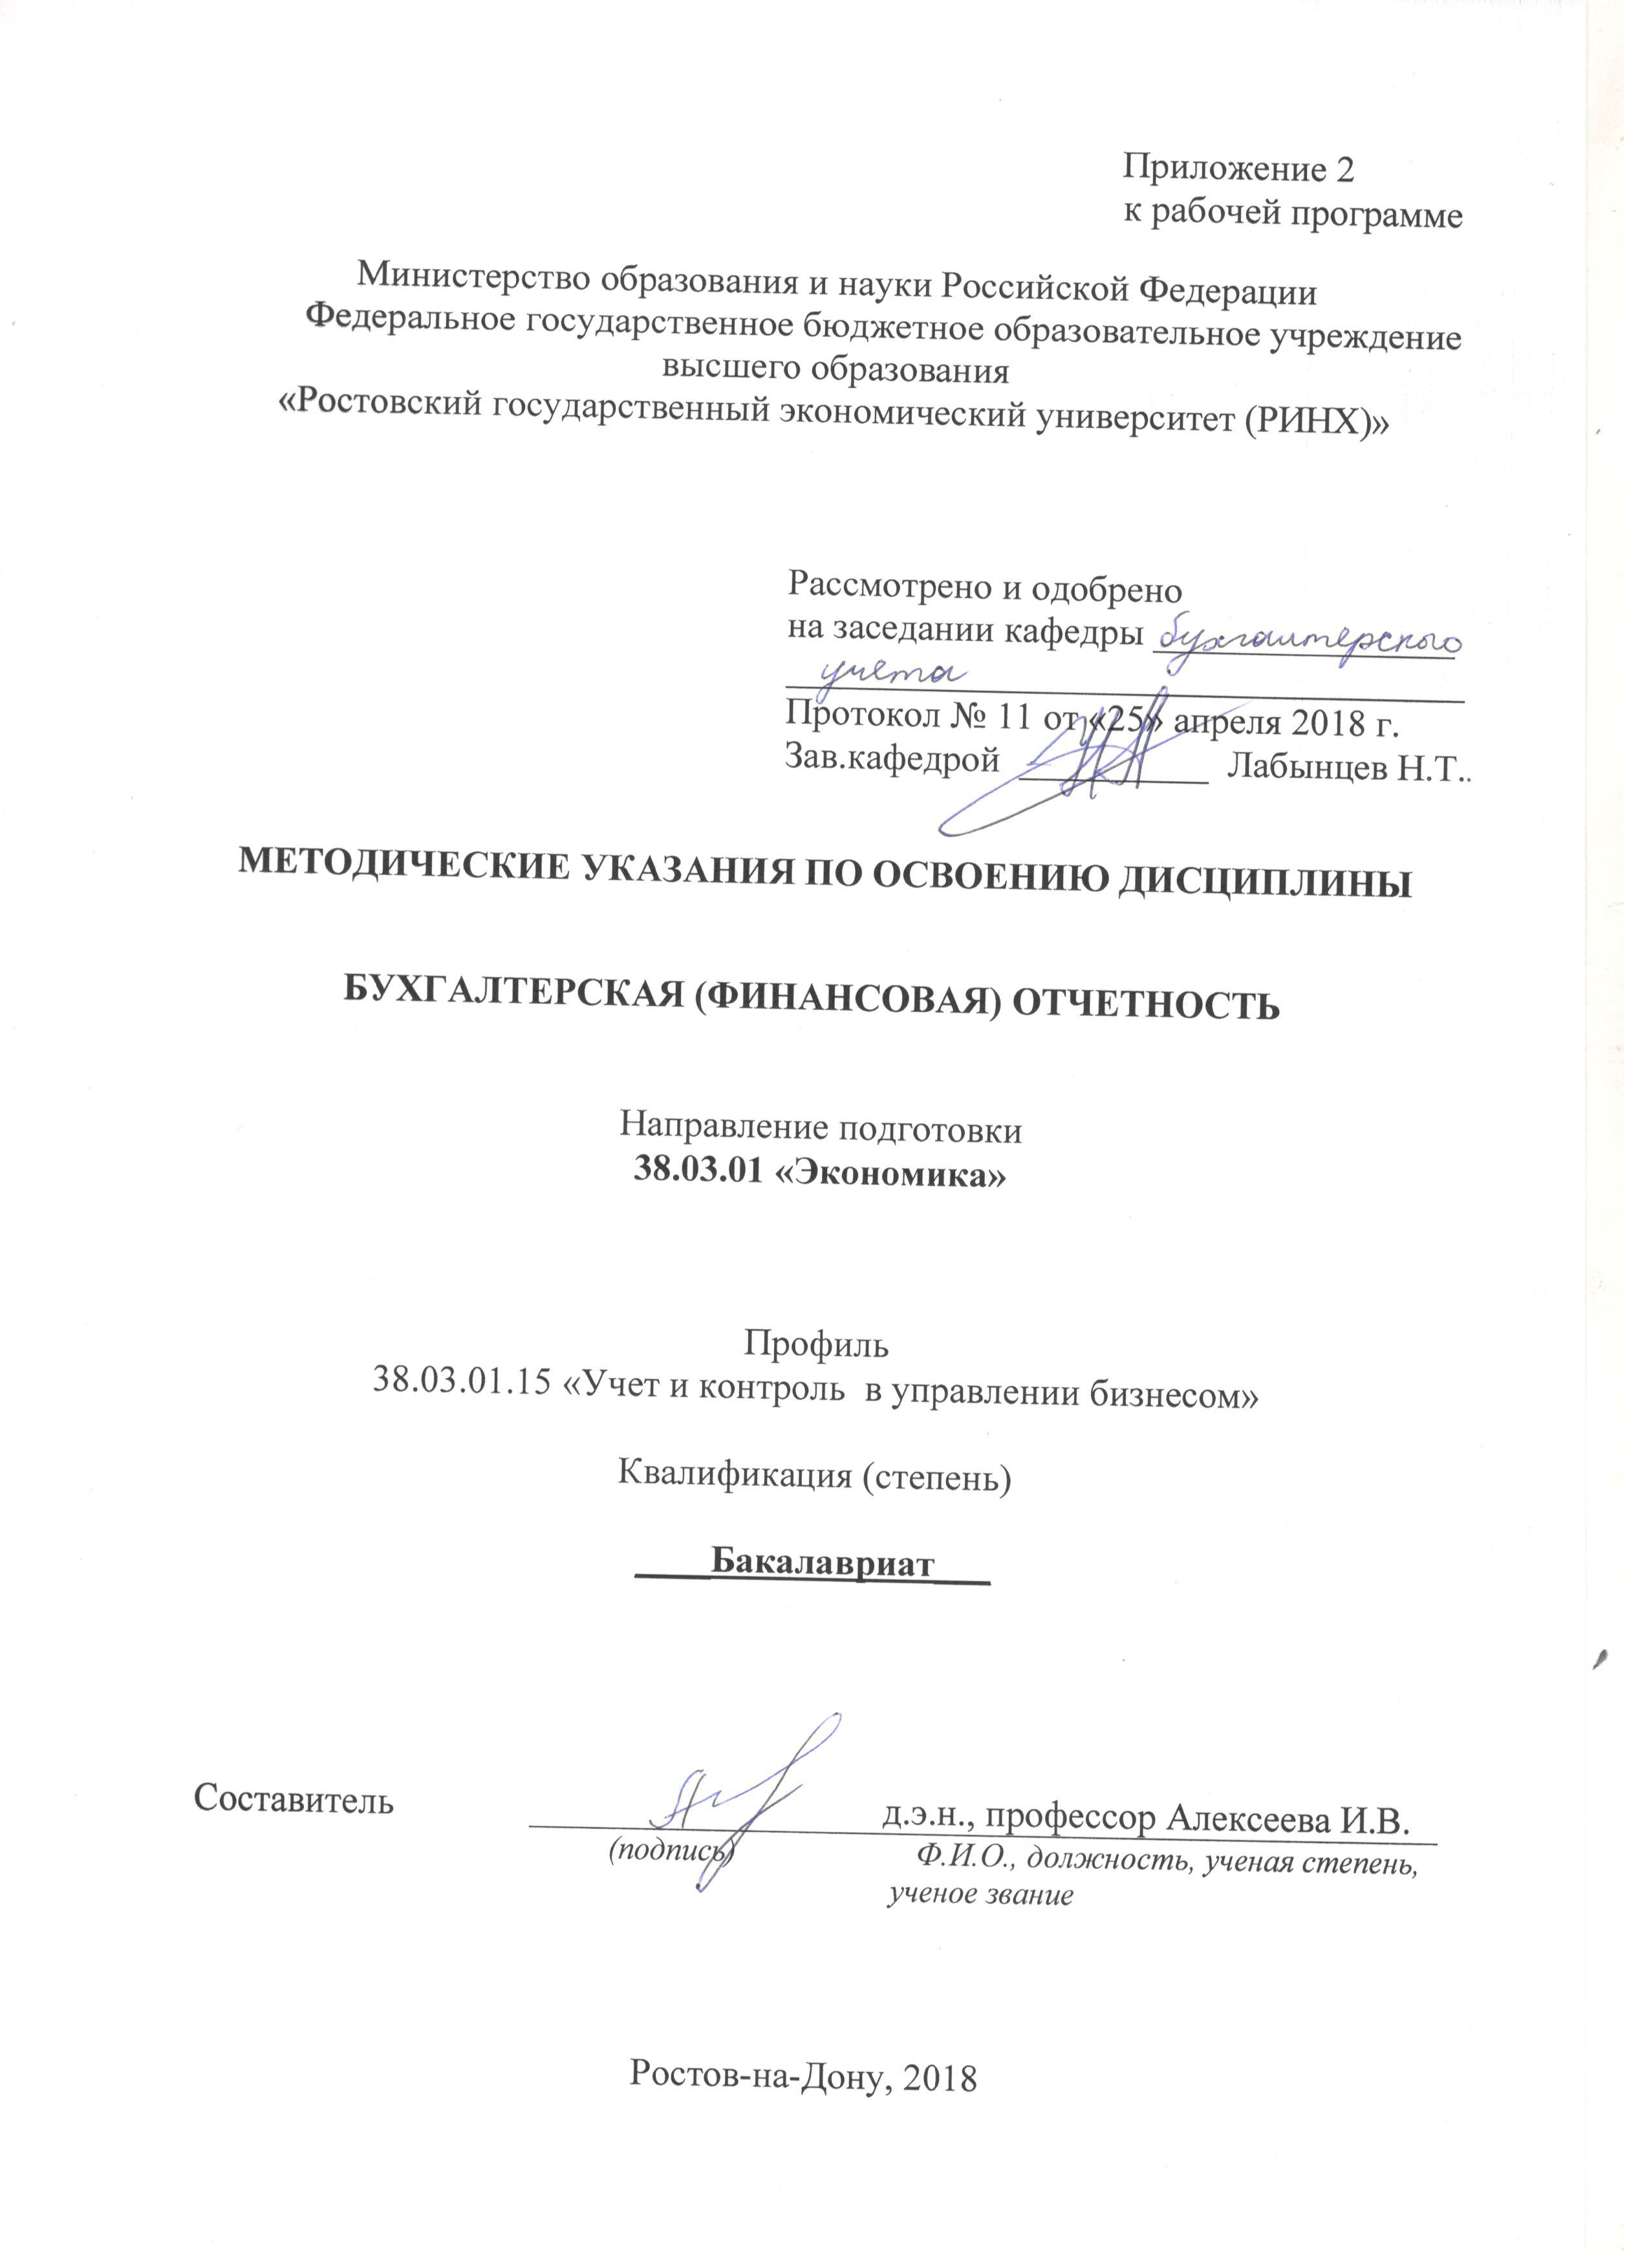 Приложение 2
к рабочей программе
Министерство образования и науки Российской Федерации
Федеральное государственное бюджетное образовательное учреждение
высшего образования
«Ростовский государственный экономический университет (РИНХ)»
Рассмотрено и одобрено
на заседании кафедры бухгалтерского
учета
Протокол № 11 от «25» апреля 2018 г.
Зав.кафедрой Лабынцев Н.Т..
МЕТОДИЧЕСКИЕ УКАЗАНИЯ ПО ОСВОЕНИЮ ДИСЦИПЛИНЫ
БУХГАЛТЕРСКАЯ (ФИНАНСОВАЯ) ОТЧЕТНОСТЬ
Направление подготовки
38.03.01 «Экономика»
Профиль
38.03.01.15 «Учет и контроль в управлении бизнесом»
Квалификация (степень)
Бакалавриат
Составитель д.э.н., профессор Алексеева И.В.
(подпись) Ф.И.О., должность, ученая степень,
ученое звание
Ростов-на-Дону, 2018